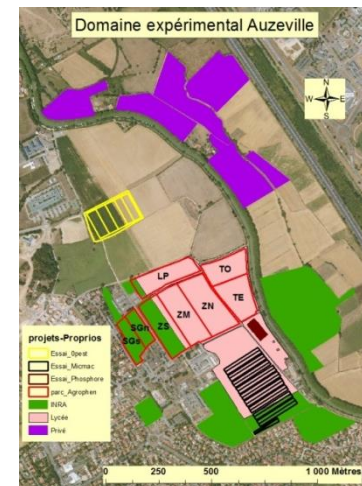 Domaine expérimental Auzeville
N
W E
S
LP
TO
TE
ZN
ZM
ZS
SGn
SGs
projets-Proprios
Essai_0pest
Essai_Micmac
Essai_Phosphore
parc_Agrophen
INRA
Lycée
Privé
0 250 500 1 000 Mètres